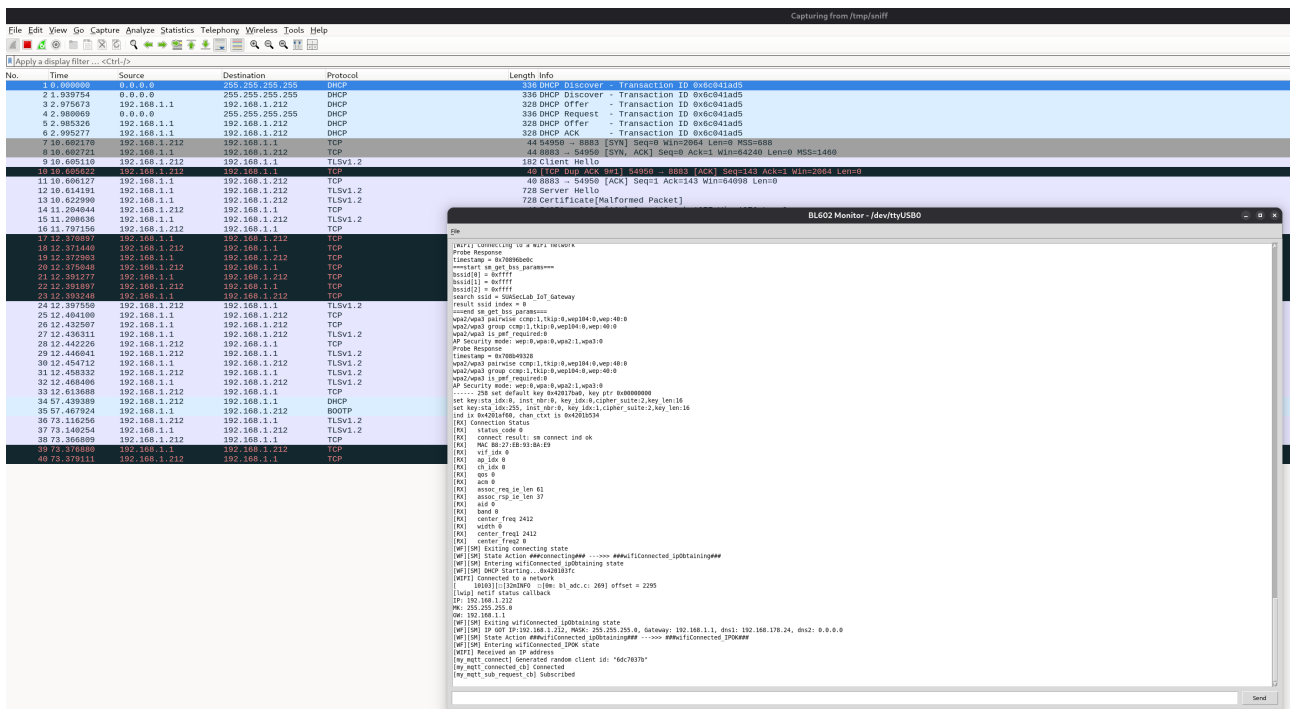 Capturing from /tmp/sniff
File Edit View Go Capture Analyze Statistics Telephony Wireless Tools Help
Apply a display filter ... <Ctrl-/>
No. Time Source Destination Protocol Length Info
1 0.000000 0.0.0.0 255.255.255.255 DHCP 336 DHCP Discover - Transaction ID 0x6c041ad5
2 1.939754 0.0.0.0 255.255.255.255 DHCP 336 DHCP Discover - Transaction ID 0x6c041ad5
3 2.975673 192.168.1.1 192.168.1.212 DHCP 328 DHCP Offer - Transaction ID 0x6c041ad5
4 2.980069 0.0.0.0 255.255.255.255 DHCP 336 DHCP Request - Transaction ID 0x6c041ad5
5 2.985326 192.168.1.1 192.168.1.212 DHCP 328 DHCP Offer - Transaction ID 0x6c041ad5
6 2.995277 192.168.1.1 192.168.1.212 DHCP 328 DHCP ACK - Transaction ID 0x6c041ad5
7 10.602170 192.168.1.212 192.168.1.1 TCP 44 54950 → 8883 [SYN] Seq=0 Win=2064 Len=0 MSS=688
8 10.602721 192.168.1.1 192.168.1.212 TCP 44 8883 → 54950 [SYN, ACK] Seq=0 Ack=1 Win=64240 Len=0 MSS=1460
9 10.605110 192.168.1.212 192.168.1.1 TLSv1.2 182 Client Hello
10 10.605622 192.168.1.212 192.168.1.1 TCP 40 [TCP Dup ACK 9#1] 54950 → 8883 [ACK] Seq=143 Ack=1 Win=2064 Len=0
11 10.606127 192.168.1.1 192.168.1.212 TCP 40 8883 → 54950 [ACK] Seq=1 Ack=143 Win=64098 Len=0
12 10.614191 192.168.1.1 192.168.1.212 TLSv1.2 728 Server Hello
13 10.622990 192.168.1.1 192.168.1.212 TLSv1.2 728 Certificate[Malformed Packet]
14 11.204044 192.168.1.212 192.168.1.1 TCP
15 11.208636 192.168.1.1 192.168.1.212 TLSv1.2
16 11.797156 192.168.1.212 192.168.1.1 TCP
17 12.370897 192.168.1.1 192.168.1.212 TCP
18 12.371440 192.168.1.212 192.168.1.1 TCP
19 12.372903 192.168.1.1 192.168.1.212 TCP
20 12.375048 192.168.1.212 192.168.1.1 TCP
21 12.391277 192.168.1.1 192.168.1.212 TCP
22 12.391897 192.168.1.212 192.168.1.1 TCP
23 12.393248 192.168.1.1 192.168.1.212 TCP
24 12.397550 192.168.1.212 192.168.1.1 TLSv1.2
25 12.404100 192.168.1.212 192.168.1.1 TCP
26 12.432507 192.168.1.1 192.168.1.212 TCP
27 12.436311 192.168.1.1 192.168.1.212 TLSv1.2
28 12.442226 192.168.1.212 192.168.1.1 TCP
29 12.446041 192.168.1.212 192.168.1.1 TLSv1.2
30 12.454712 192.168.1.1 192.168.1.212 TLSv1.2
31 12.458332 192.168.1.212 192.168.1.1 TLSv1.2
32 12.468406 192.168.1.1 192.168.1.212 TLSv1.2
33 12.613688 192.168.1.212 192.168.1.1 TCP
34 57.439389 192.168.1.212 192.168.1.1 DHCP
35 57.467924 192.168.1.1 192.168.1.212 BOOTP
36 73.116256 192.168.1.212 192.168.1.1 TLSv1.2
37 73.140254 192.168.1.1 192.168.1.212 TLSv1.2
38 73.366809 192.168.1.212 192.168.1.1 TCP
39 73.376880 192.168.1.1 192.168.1.212 TCP
40 73.379111 192.168.1.212 192.168.1.1 TCP
BL602 Monitor - /dev/ttyUSB0
File
[WIFI] Connecting to a WiFi network
Probe Response
timestamp = 0x70896be0c
===start sm_get_bss_params===
bssid[0] = 0xffff
bssid[1] = 0xffff
bssid[2] = 0xffff
search ssid = SUASecLab_IoT_Gateway
result ssid index = 0
===end sm_get_bss_params===
wpa2/wpa3 pairwise ccmp:1,tkip:0,wep104:0,wep:40:0
wpa2/wpa3 group ccmp:1,tkip:0,wep104:0,wep:40:0
wpa2/wpa3 is_pmf_required:0
AP Security mode: wep:0,wpa:0,wpa2:1,wpa3:0
Probe Response
timestamp = 0x708b49328
wpa2/wpa3 pairwise ccmp:1,tkip:0,wep104:0,wep:40:0
wpa2/wpa3 group ccmp:1,tkip:0,wep104:0,wep:40:0
wpa2/wpa3 is_pmf_required:0
AP Security mode: wep:0,wpa:0,wpa2:1,wpa3:0
------ 258 set default key 0x42017ba0, key ptr 0x00000000
set key:sta_idx:0, inst_nbr:0, key_idx:0,cipher_suite:2,key_len:16
set key:sta_idx:255, inst_nbr:0, key_idx:1,cipher_suite:2,key_len:16
ind ix 0x4201af60, chan_ctxt is 0x4201b534
[RX] Connection Status
[RX] status_code 0
[RX] connect result: sm connect ind ok
[RX] MAC B8:27:EB:93:BA:E9
[RX] vif_idx 0
[RX] ap_idx 0
[RX] ch_idx 0
[RX] qos 0
[RX] acm 0
[RX] assoc_req_ie_len 61
[RX] assoc_rsp_ie_len 37
[RX] aid 0
[RX] band 0
[RX] center_freq 2412
[RX] width 0
[RX] center_freq1 2412
[RX] center_freq2 0
[WF][SM] Exiting connecting state
[WF][SM] State Action ###connecting### --->>> ###wifiConnected_ipObtaining###
[WF][SM] Entering wifiConnected_ipObtaining state
[WF][SM] DHCP Starting...0x420103fc
[WIFI] Connected to a network
[ 10103][□[32mINFO □[0m: bl_adc.c: 269] offset = 2295
[lwip] netif status callback
IP: 192.168.1.212
MK: 255.255.255.0
GW: 192.168.1.1
[WF][SM] Exiting wifiConnected_ipObtaining state
[WF][SM] IP GOT IP:192.168.1.212, MASK: 255.255.255.0, Gateway: 192.168.1.1, dns1: 192.168.178.24, dns2: 0.0.0.0
[WF][SM] State Action ###wifiConnected_ipObtaining### --->>> ###wifiConnected_IPOK###
[WF][SM] Entering wifiConnected_IPOK state
[WIFI] Received an IP address
[my_mqtt_connect] Generated random client id: "6dc7037b"
[my_mqtt_connected_cb] Connected
[my_mqtt_sub_request_cb] Subscribed
Send